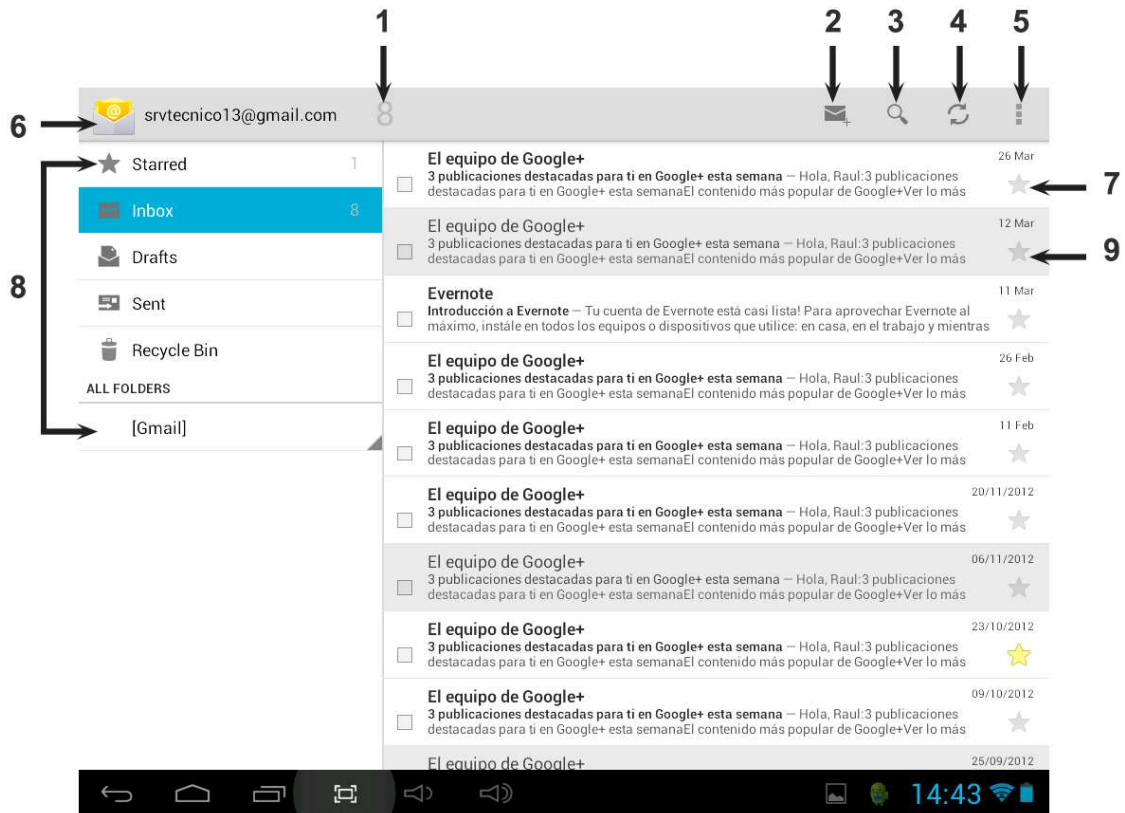 1 2 3 4 5
6
srvtecnico13@gmail.com 8
8
Starred 1
Inbox 8
Drafts
Sent
Recycle Bin
ALL FOLDERS
[Gmail]
El equipo de Google+ 26 Mar
3 publicaciones destacadas para ti en Google+ esta semana — Hola, Raul:3 publicaciones
destacadas para ti en Google+ esta semanaEl contenido más popular de Google+Ver lo más
7
El equipo de Google+ 12 Mar
3 publicaciones destacadas para ti en Google+ esta semana — Hola, Raul:3 publicaciones
destacadas para ti en Google+ esta semanaEl contenido más popular de Google+Ver lo más
9
Evernote 11 Mar
Introducción a Evernote — Tu cuenta de Evernote está casi lista! Para aprovechar Evernote al
máximo, instále en todos los equipos o dispositivos que utilice: en casa, en el trabajo y mientras
El equipo de Google+ 26 Feb
3 publicaciones destacadas para ti en Google+ esta semana — Hola, Raul:3 publicaciones
destacadas para ti en Google+ esta semanaEl contenido más popular de Google+Ver lo más
El equipo de Google+ 11 Feb
3 publicaciones destacadas para ti en Google+ esta semana — Hola, Raul:3 publicaciones
destacadas para ti en Google+ esta semanaEl contenido más popular de Google+Ver lo más
El equipo de Google+ 20/11/2012
3 publicaciones destacadas para ti en Google+ esta semana — Hola, Raul:3 publicaciones
destacadas para ti en Google+ esta semanaEl contenido más popular de Google+Ver lo más
El equipo de Google+ 06/11/2012
3 publicaciones destacadas para ti en Google+ esta semana — Hola, Raul:3 publicaciones
destacadas para ti en Google+ esta semanaEl contenido más popular de Google+Ver lo más
El equipo de Google+ 23/10/2012
3 publicaciones destacadas para ti en Google+ esta semana — Hola, Raul:3 publicaciones
destacadas para ti en Google+ esta semanaEl contenido más popular de Google+Ver lo más
El equipo de Google+ 09/10/2012
3 publicaciones destacadas para ti en Google+ esta semana — Hola, Raul:3 publicaciones
destacadas para ti en Google+ esta semanaEl contenido más popular de Google+Ver lo más
El equipo de Google+ 25/09/2012
14:43